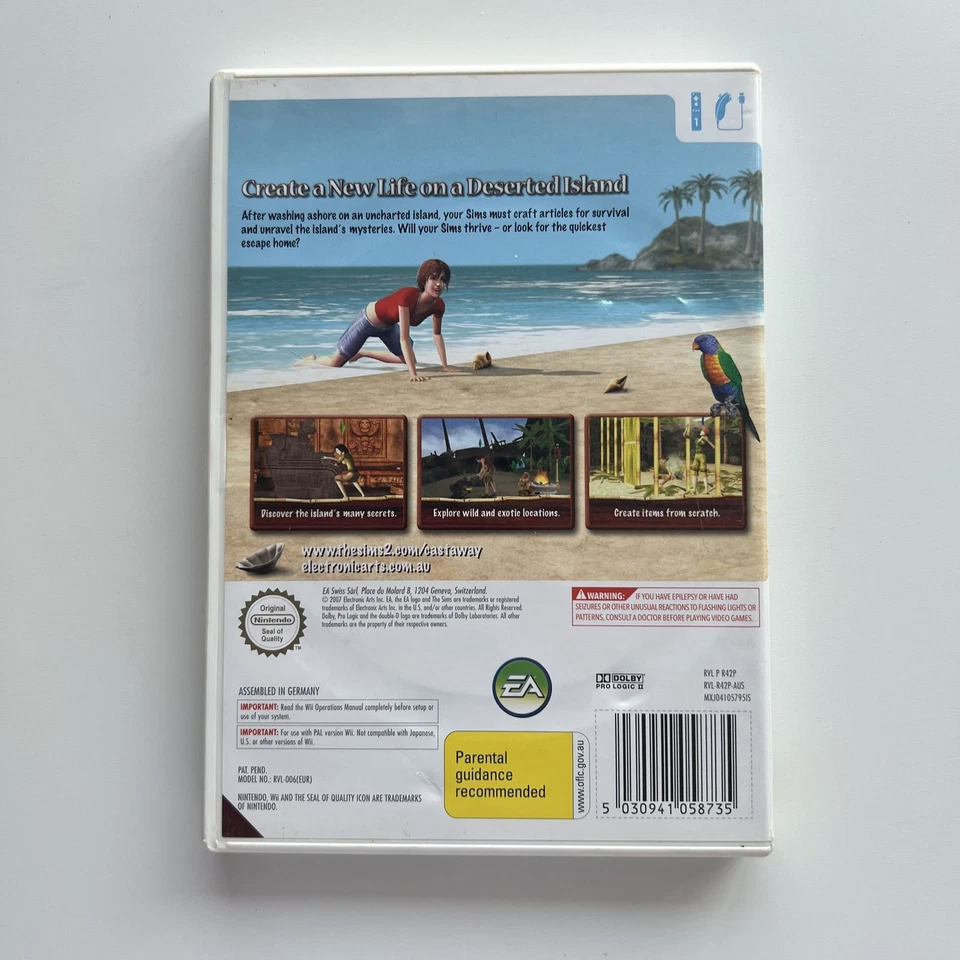 1
Create a New Life on a Deserted Island
After washing ashore on an uncharted island, your Sims must craft articles for survival
and unravel the island's mysteries. Will your Sims thrive – or look for the quickest
escape home?
Discover the island's many secrets.
Explore wild and exotic locations.
Create items from scratch.
www.thesims2.com/castaway
electronicarts.com.au
Original
Nintendo
Seal of
Quality
TM
EA Swiss Sàrl, Place du Molard 8, 1204 Geneva, Switzerland.
© 2007 Electronic Arts Inc. EA, the EA logo and The Sims are trademarks or registered
trademarks of Electronic Arts Inc. in the U.S. and/or other countries. All Rights Reserved.
Dolby, Pro Logic and the double-D logo are trademarks of Dolby Laboratories. All other
trademarks are the property of their respective owners.
WARNING: IF YOU HAVE EPILEPSY OR HAVE HAD
SEIZURES OR OTHER UNUSUAL REACTIONS TO FLASHING LIGHTS OR
PATTERNS, CONSULT A DOCTOR BEFORE PLAYING VIDEO GAMES.
ASSEMBLED IN GERMANY
IMPORTANT: Read the Wii Operations Manual completely before setup or
use of your system.
IMPORTANT: For use with PAL version Wii. Not compatible with Japanese,
U.S. or other versions of Wii.
PAT. PEND.
MODEL NO.: RVL-006(EUR)
NINTENDO, Wii AND THE SEAL OF QUALITY ICON ARE TRADEMARKS
OF NINTENDO.
EA
DOLBY
PRO LOGIC II
RVL P R42P
RVL-R42P-AUS
MXJ04105795IS
Parental
guidance
recommended
www.oflc.gov.au
5 030941 058735